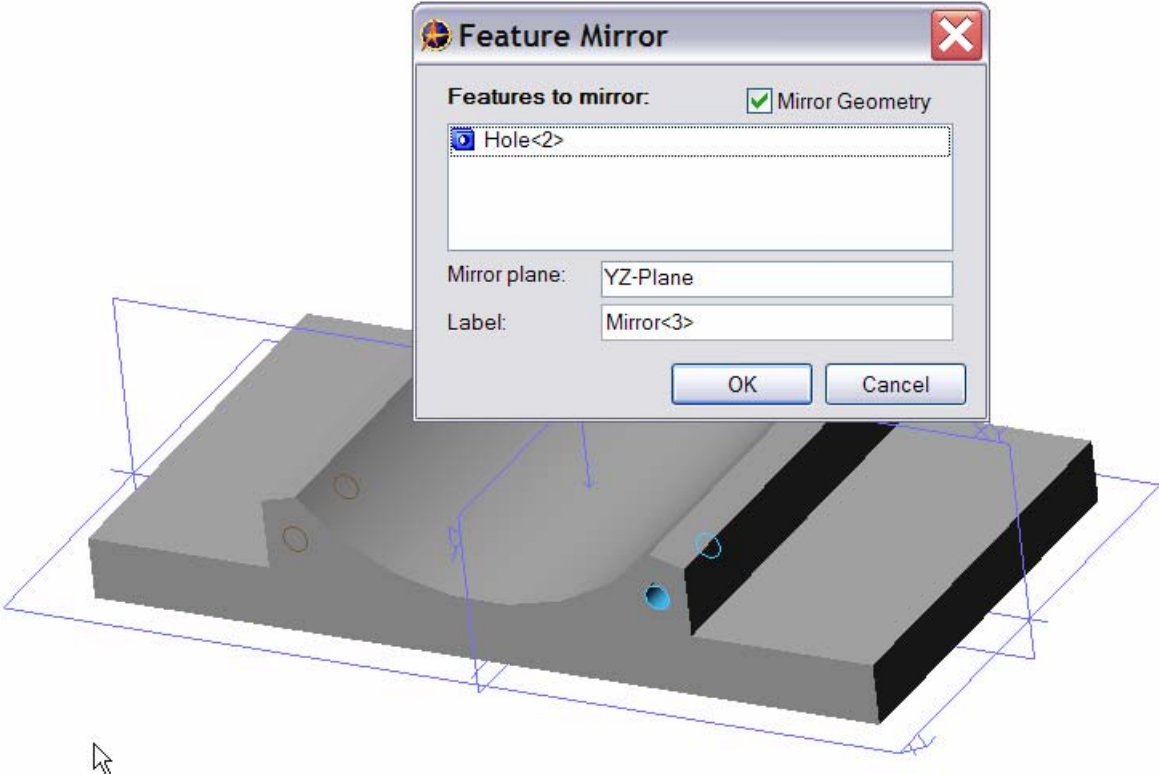 Feature Mirror
Features to mirror:
Mirror Geometry
Hole<2>
Mirror plane:
YZ-Plane
Label:
Mirror<3>
OK
Cancel